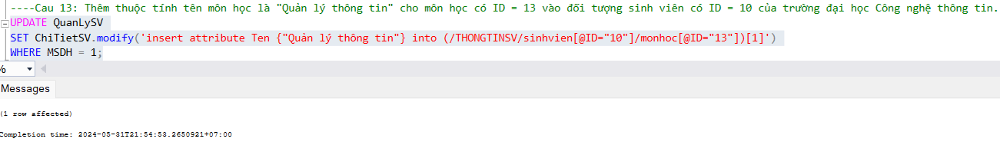 ----Cau 13: Thêm thuộc tính tên môn học là "Quản lý thông tin" cho môn học có ID = 13 vào đối tượng sinh viên có ID = 10 của trường đại học Công nghệ thông tin.
UPDATE QuanLySV
SET ChiTietSV.modify('insert attribute Ten {"Quản lý thông tin"} into (/THONGTINSV/sinhvien[@ID="10"]/monhoc[@ID="13"])[1]')
WHERE MSDH = 1;
%
Messages
(1 row affected)
Completion time: 2024-05-31T21:54:53.2650921+07:00